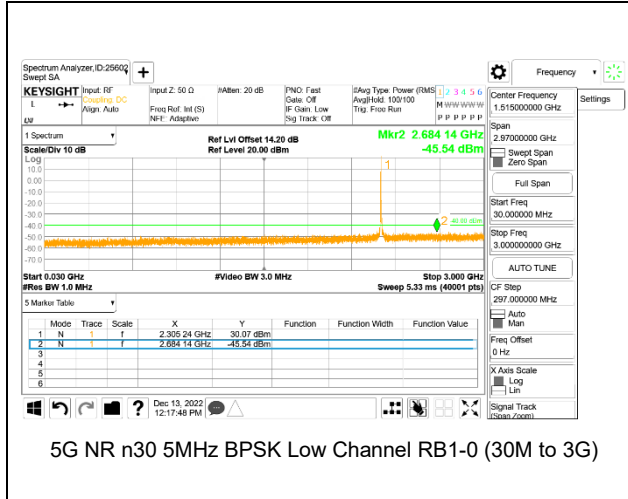 Spectrum Analyzer,ID:25602
Swept SA
+
Frequency
Settings
KEYSIGHT
Input: RF
Coupling: DC
Align: Auto
Input Z: 50 Ω
Freq Ref: Int (S)
NFE: Adaptive
#Atten: 20 dB
PNO: Fast
Gate: Off
IF Gain: Low
Sig Track: Off
#Avg Type: Power (RMS
Avg|Hold: 100/100
Trig: Free Run
1 2 3 4 5 6
M W W W W W
P P P P P P
L
Center Frequency
1.515000000 GHz
Span
2.97000000 GHz
Swept Span
Zero Span
Full Span
Start Freq
30.000000 MHz
Stop Freq
3.000000000 GHz
AUTO TUNE
CF Step
297.000000 MHz
Auto
Man
Freq Offset
0 Hz
X Axis Scale
Log
Lin
Signal Track
(Span Zoom)
1 Spectrum
Scale/Div 10 dB
Ref Lvl Offset 14.20 dB
Ref Level 20.00 dBm
Mkr2 2.684 14 GHz
-45.54 dBm
Log
10.0
0.00
-10.0
-20.0
-30.0
-40.0
-50.0
-60.0
-70.0
1
2
Start 0.030 GHz
#Res BW 1.0 MHz
#Video BW 3.0 MHz
Stop 3.000 GHz
Sweep 5.33 ms (40001 pts)
5 Marker Table
Mode Trace Scale X Y Function Function Width Function Value
1 N 1 f 2.305 24 GHz 30.07 dBm
2 N 1 f 2.684 14 GHz -45.54 dBm
3
4
5
6
?
Dec 13, 2022
12:17:48 PM
5G NR n30 5MHz BPSK Low Channel RB1-0 (30M to 3G)